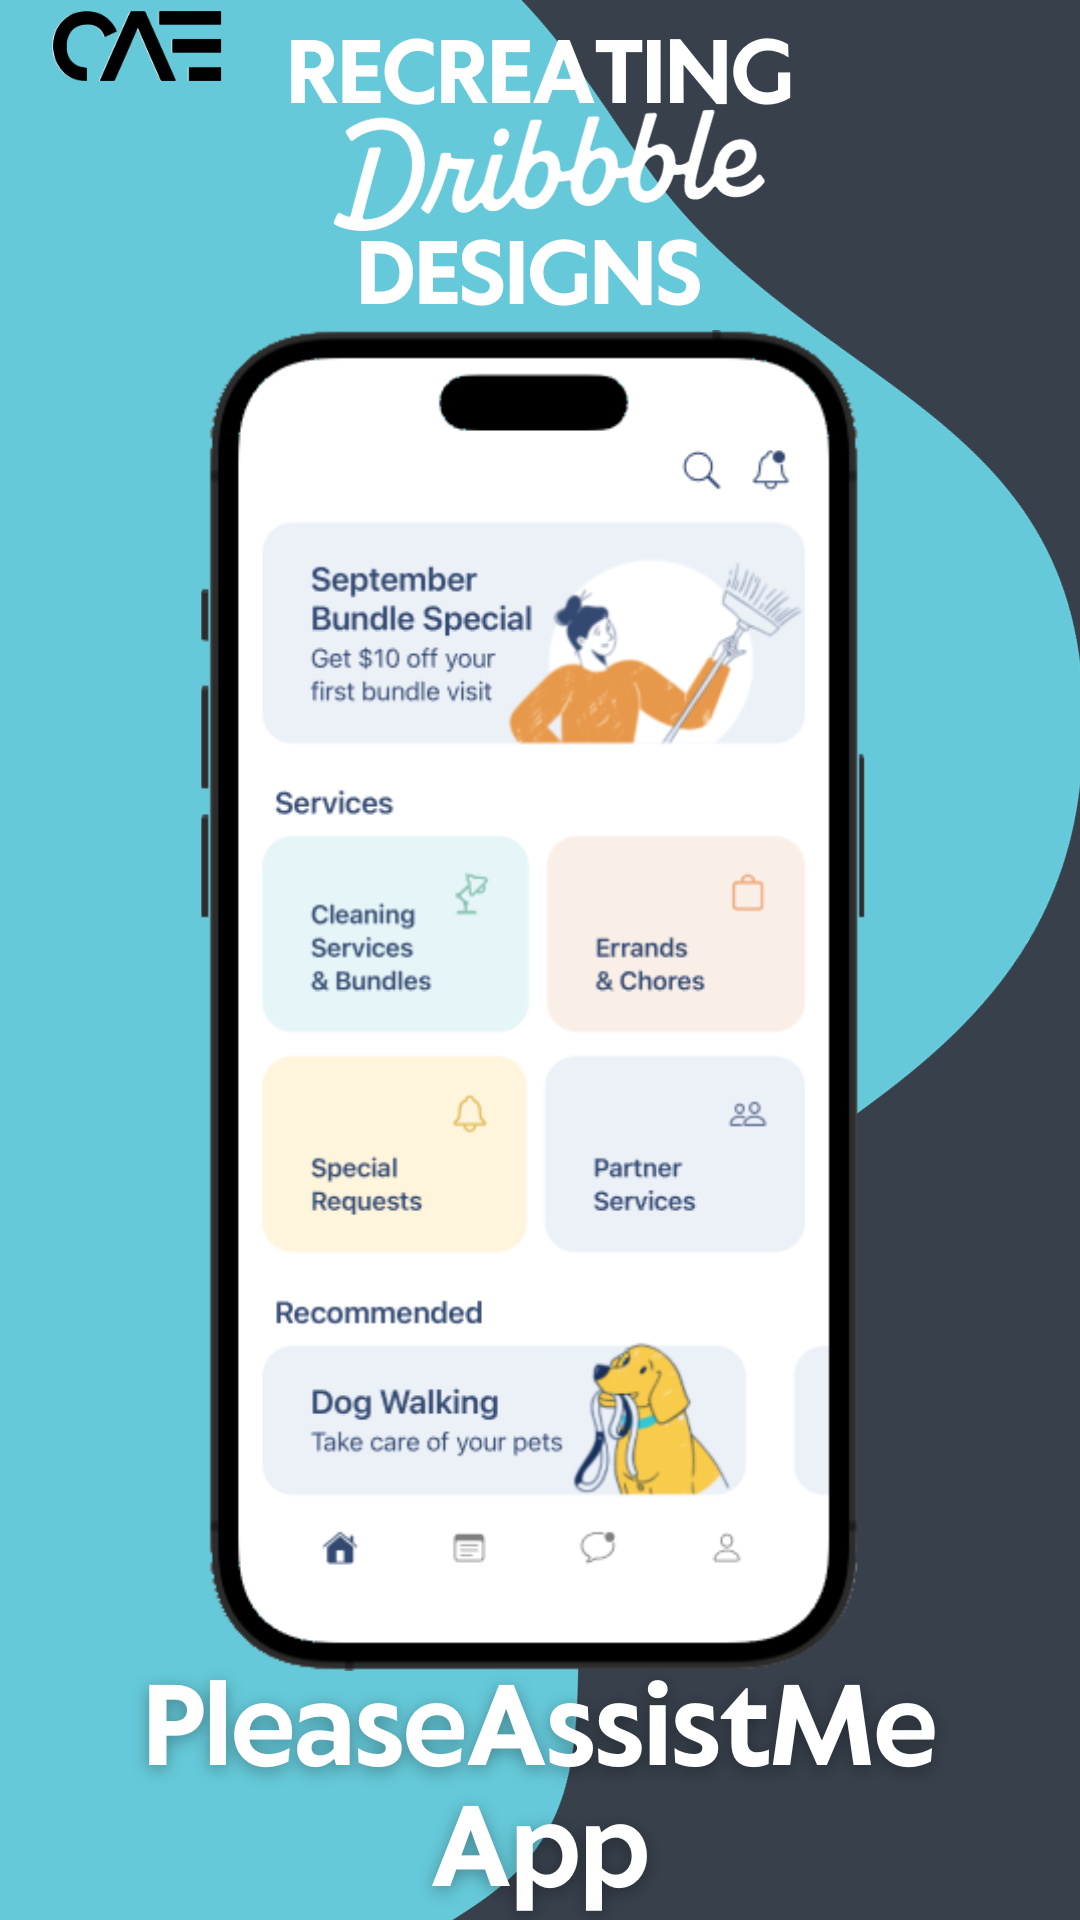 CAE
RECREATING
Dribbble
DESIGNS
September
Bundle Special
Get $10 off your
first bundle visit
Services
Cleaning
Services
& Bundles
Errands
& Chores
Special
Requests
Partner
Services
Recommended
Dog Walking
Take care of your pets
PleaseAssistMe
App